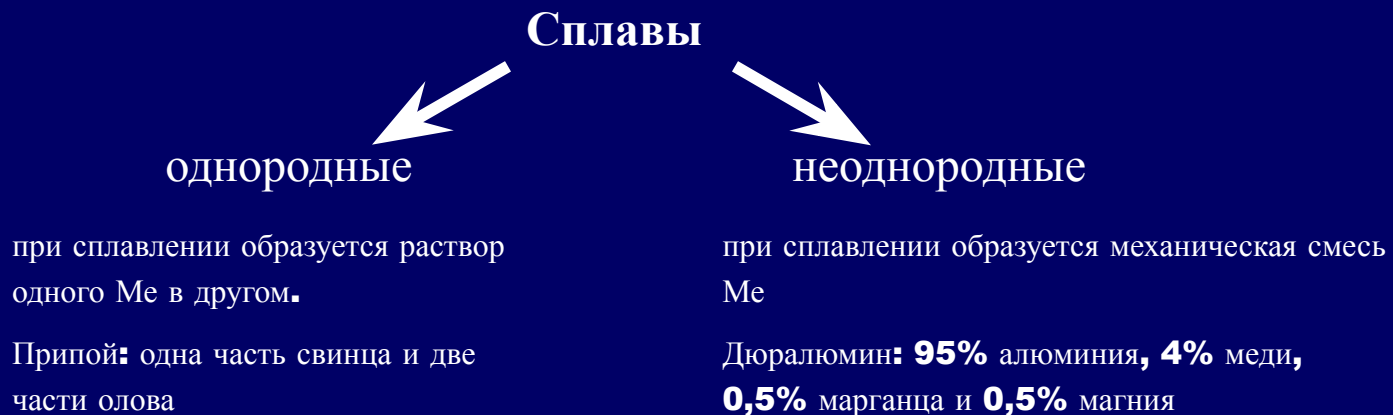 Сплавы
однородные
неоднородные
при сплавлении образуется раствор
одного Ме в другом.
Припой: одна часть свинца и две
части олова
при сплавлении образуется механическая смесь
Ме
Дюралюмин: 95% алюминия, 4% меди,
0,5% марганца и 0,5% магния